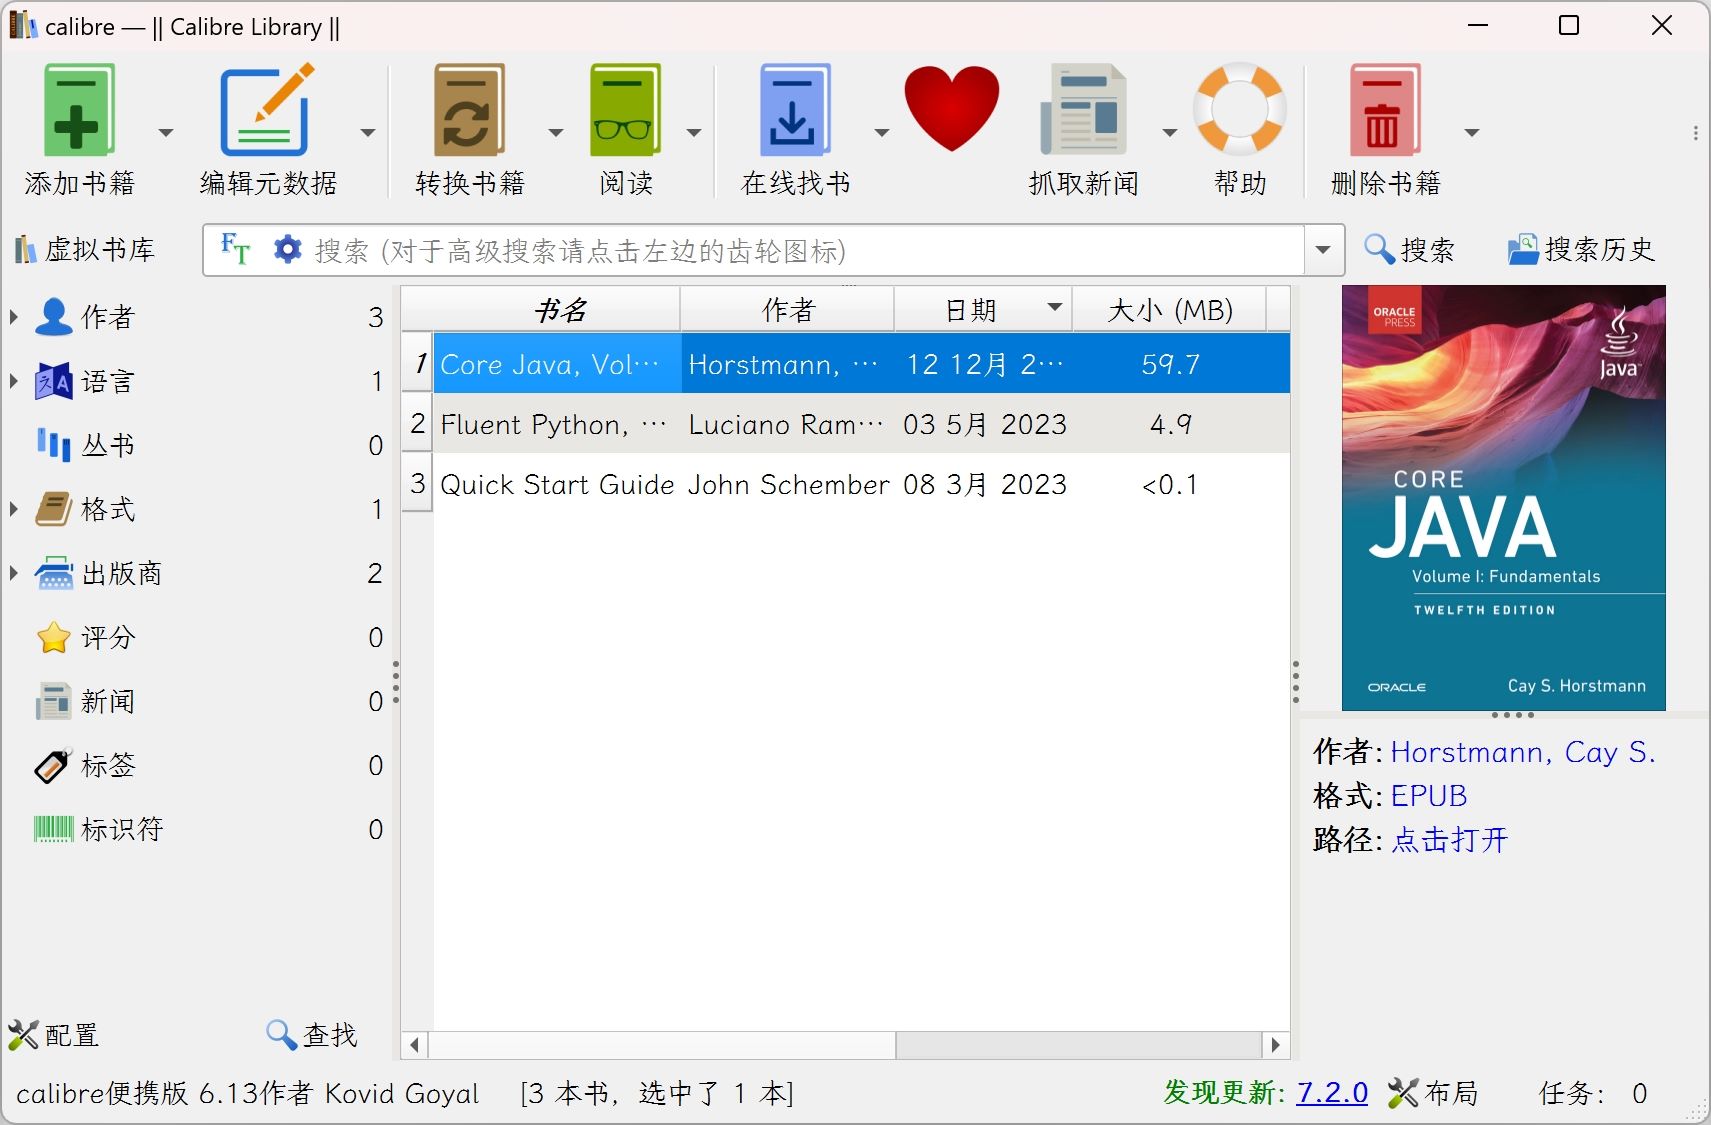 calibre — || Calibre Library ||
添加书籍 编辑元数据 转换书籍 阅读 在线找书 抓取新闻 帮助 删除书籍
虚拟书库 搜索 (对于高级搜索请点击左边的齿轮图标) 搜索 搜索历史
作者 3
语言 1
丛书 0
格式 1
出版商 2
评分 0
新闻 0
标签 0
标识符 0
配置 查找
书名 作者 日期 大小 (MB)
1 Core Java, Vol… Horstmann, … 12 12月 2… 59.7
2 Fluent Python, … Luciano Ram… 03 5月 2023 4.9
3 Quick Start Guide John Schember 08 3月 2023 <0.1
ORACLE
PRESS
Java
CORE
JAVA
Volume I: Fundamentals
TWELFTH EDITION
ORACLE Cay S. Horstmann
作者: Horstmann, Cay S.
格式: EPUB
路径: 点击打开
calibre便携版 6.13作者 Kovid Goyal [3 本书, 选中了 1 本] 发现更新: 7.2.0 布局 任务: 0